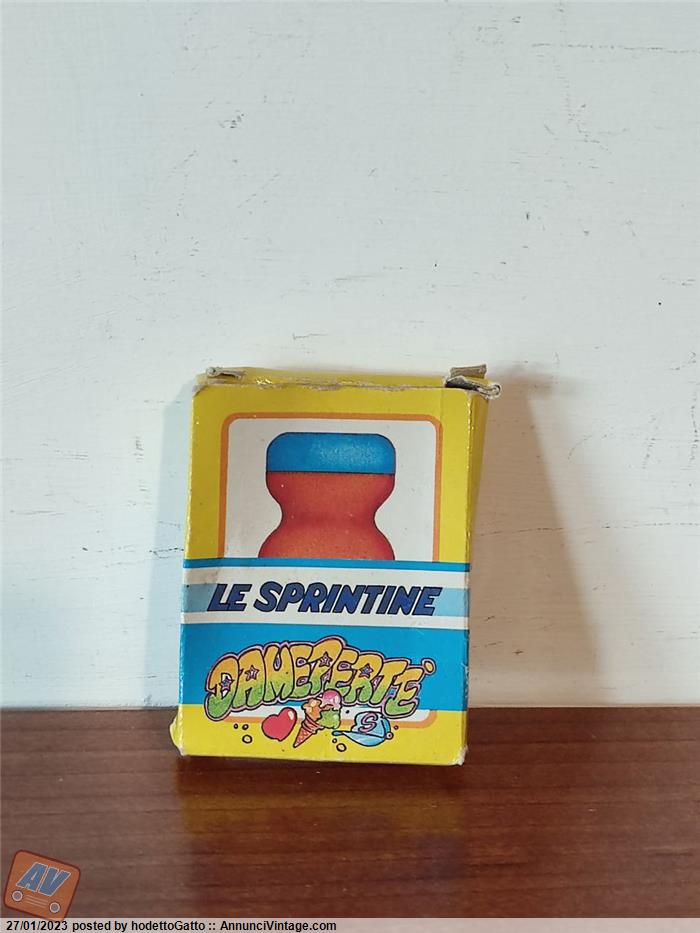 LE SPRINTINE
DAMEPERTE
S
AV
27/01/2023 posted by hodettoGatto :: AnnunciVintage.com